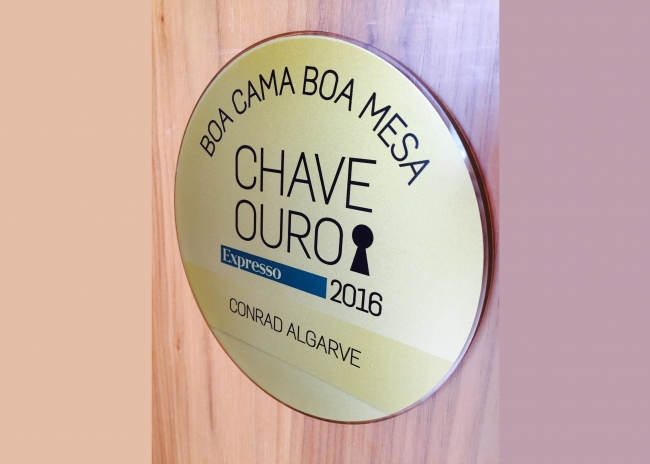 BOA CAMA BOA MESA
CHAVE
OURO
Expresso
2016
CONRAD ALGARVE